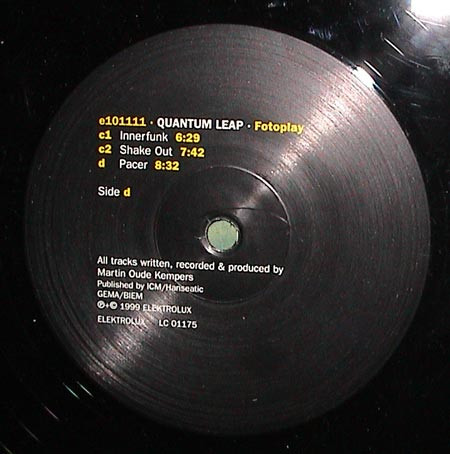 e101111 · QUANTUM LEAP · Fotoplay
c1 Innerfunk 6:29
c2 Shake Out 7:42
d Pacer 8:32
Side d
All tracks written, recorded & produced by
Martin Oude Kempers
Published by ICM/Hanseatic
GEMA/BIEM
℗+© 1999 ELEKTROLUX
ELEKTROLUX LC 01175